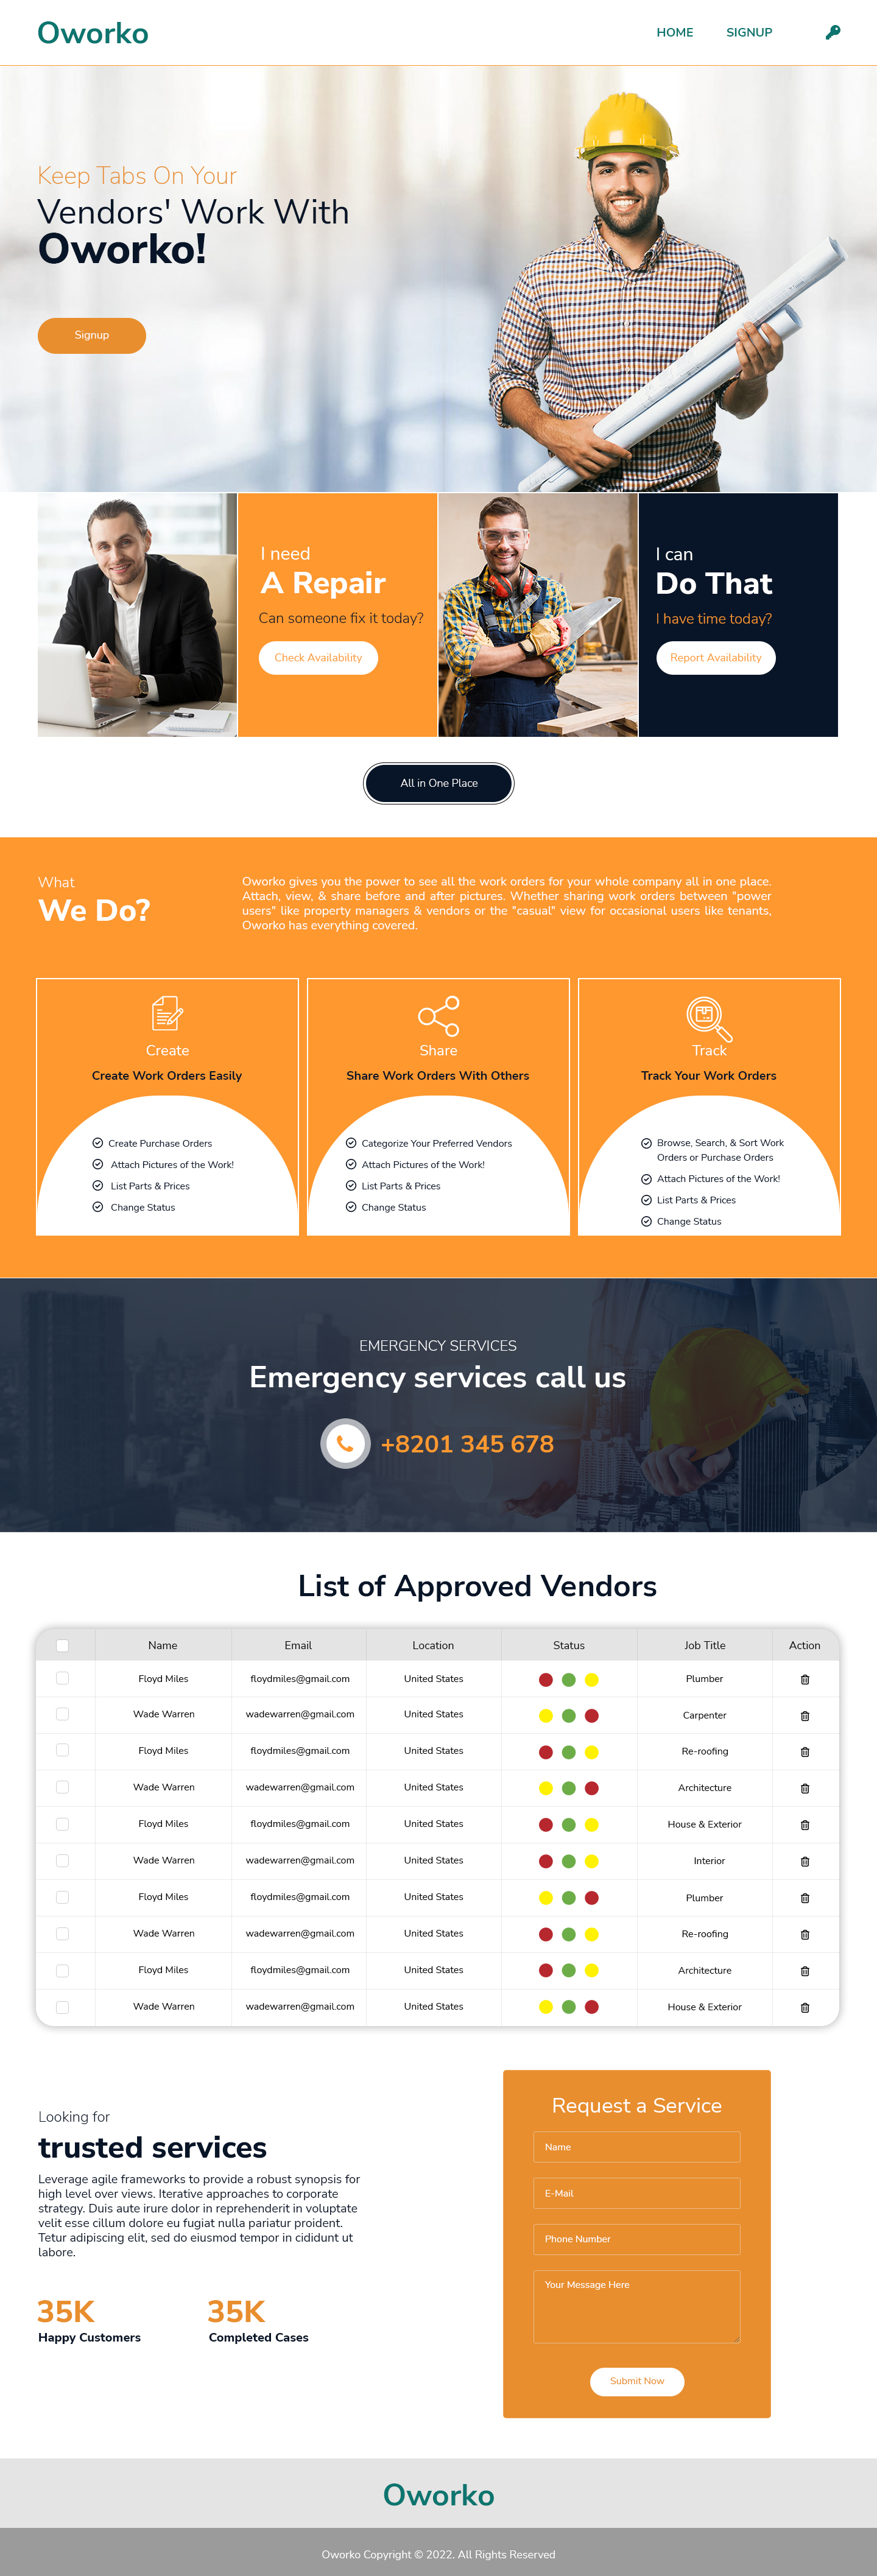 Oworko
HOME
SIGNUP
Keep Tabs On Your
Vendors' Work With
Oworko!
Signup
I need
A Repair
Can someone fix it today?
Check Availability
I can
Do That
I have time today?
Report Availability
All in One Place
What
We Do?
Oworko gives you the power to see all the work orders for your whole company all in one place.
Attach, view, & share before and after pictures. Whether sharing work orders between "power
users" like property managers & vendors or the "casual" view for occasional users like tenants,
Oworko has everything covered.
Create
Create Work Orders Easily
Create Purchase Orders
Attach Pictures of the Work!
List Parts & Prices
Change Status
Share
Share Work Orders With Others
Categorize Your Preferred Vendors
Attach Pictures of the Work!
List Parts & Prices
Change Status
Track
Track Your Work Orders
Browse, Search, & Sort Work
Orders or Purchase Orders
Attach Pictures of the Work!
List Parts & Prices
Change Status
EMERGENCY SERVICES
Emergency services call us
+8201 345 678
List of Approved Vendors
Name Email Location Status Job Title Action
Floyd Miles floydmiles@gmail.com United States Plumber
Wade Warren wadewarren@gmail.com United States Carpenter
Floyd Miles floydmiles@gmail.com United States Re-roofing
Wade Warren wadewarren@gmail.com United States Architecture
Floyd Miles floydmiles@gmail.com United States House & Exterior
Wade Warren wadewarren@gmail.com United States Interior
Floyd Miles floydmiles@gmail.com United States Plumber
Wade Warren wadewarren@gmail.com United States Re-roofing
Floyd Miles floydmiles@gmail.com United States Architecture
Wade Warren wadewarren@gmail.com United States House & Exterior
Looking for
trusted services
Leverage agile frameworks to provide a robust synopsis for
high level over views. Iterative approaches to corporate
strategy. Duis aute irure dolor in reprehenderit in voluptate
velit esse cillum dolore eu fugiat nulla pariatur proident.
Tetur adipiscing elit, sed do eiusmod tempor in cididunt ut
labore.
35K
Happy Customers
35K
Completed Cases
Request a Service
Name
E-Mail
Phone Number
Your Message Here
Submit Now
Oworko
Oworko Copyright © 2022. All Rights Reserved